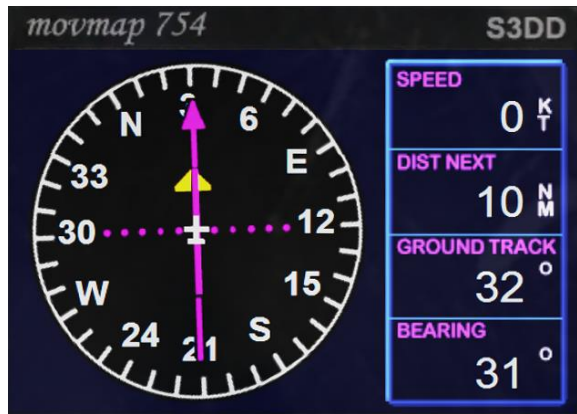 movmap 754
S3DD
N
3
6
33
E
30
12
W
15
24
21
S
SPEED
0 KT
DIST NEXT
10 NM
GROUND TRACK
32 °
BEARING
31 °